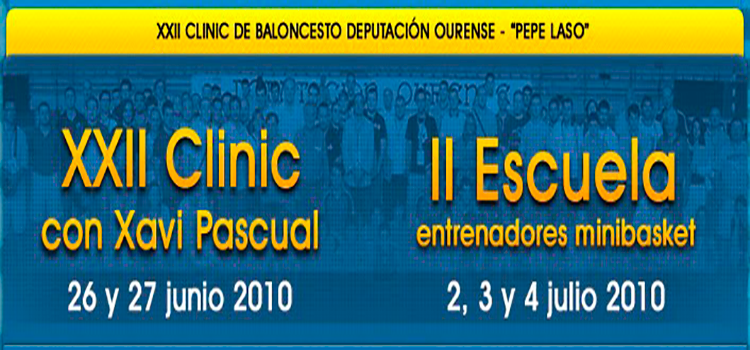 XXII CLINIC DE BALONCESTO DEPUTACIÓN OURENSE - “PEPE LASO”
XXII Clinic
con Xavi Pascual
26 y 27 junio 2010
II Escuela
entrenadores minibasket
2, 3 y 4 julio 2010